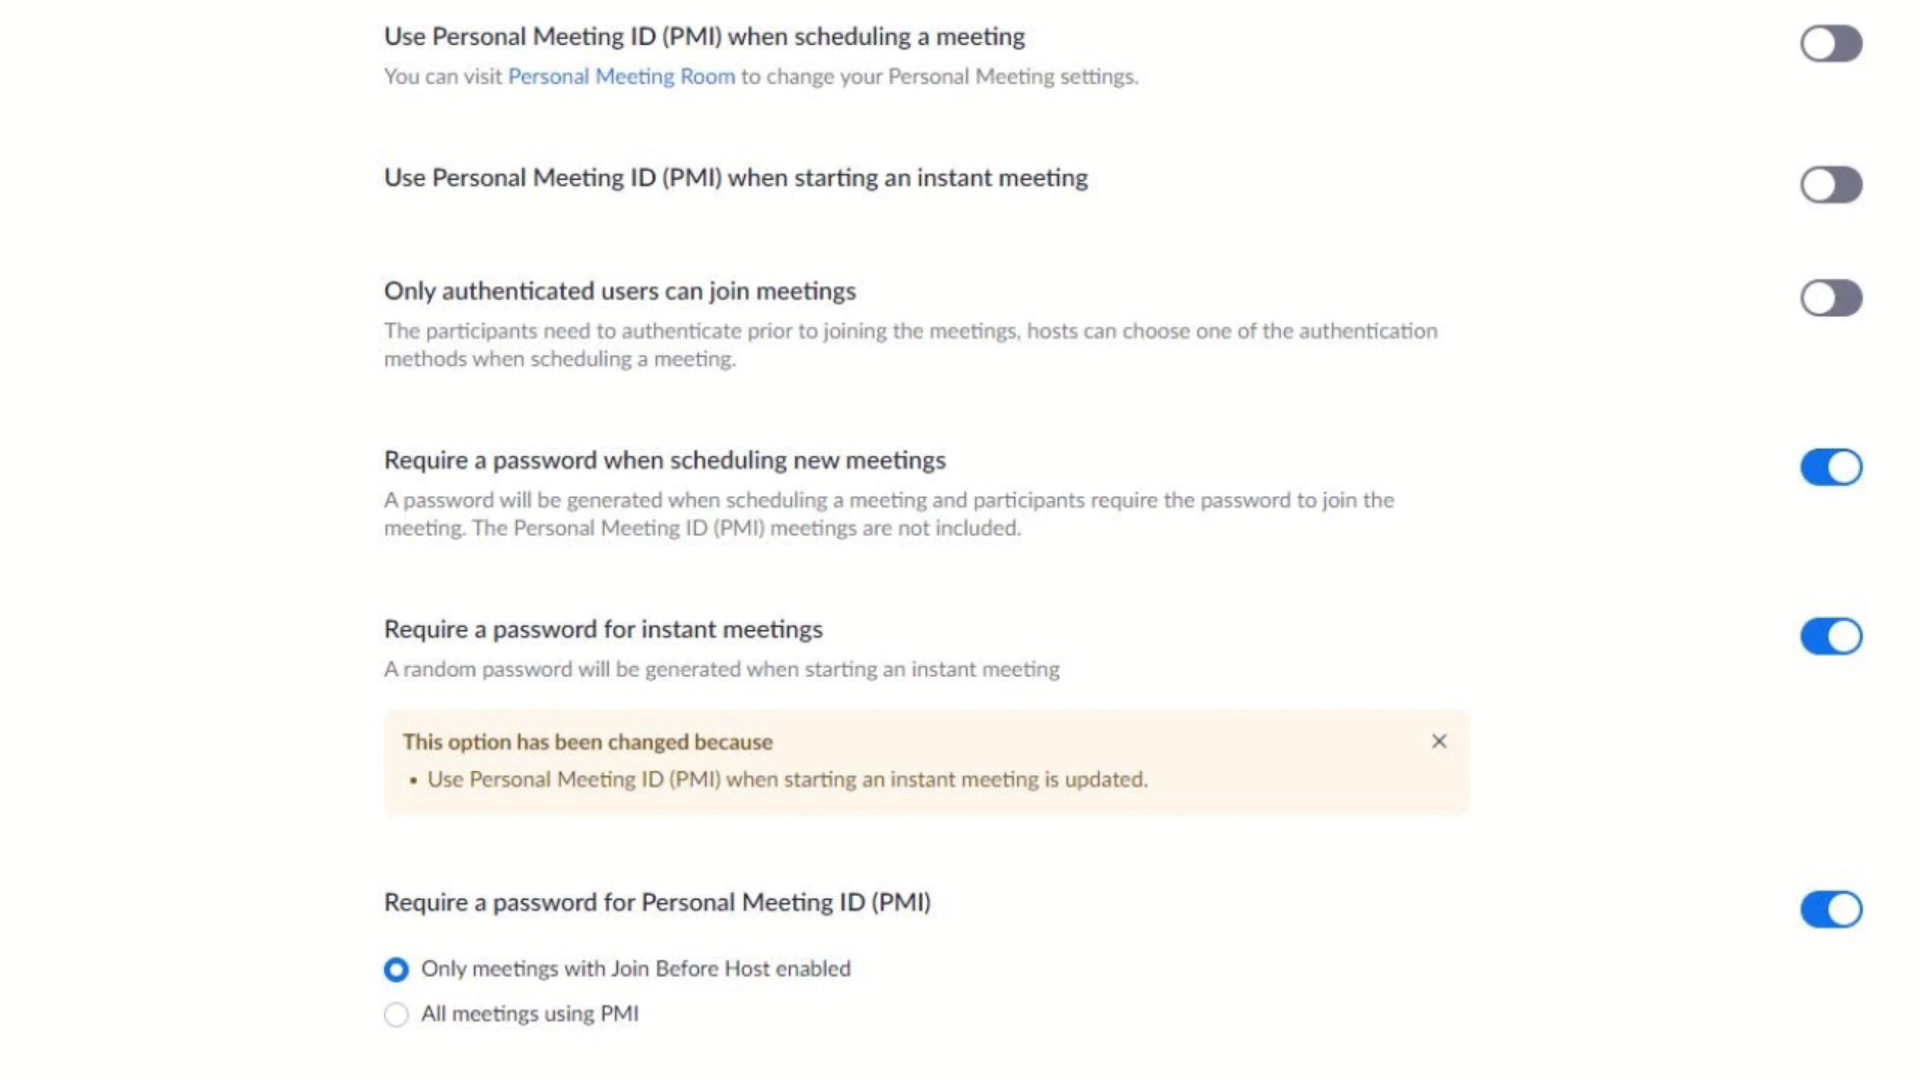 Use Personal Meeting ID (PMI) when scheduling a meeting
You can visit Personal Meeting Room to change your Personal Meeting settings.
Use Personal Meeting ID (PMI) when starting an instant meeting
Only authenticated users can join meetings
The participants need to authenticate prior to joining the meetings, hosts can choose one of the authentication
methods when scheduling a meeting.
Require a password when scheduling new meetings
A password will be generated when scheduling a meeting and participants require the password to join the
meeting. The Personal Meeting ID (PMI) meetings are not included.
Require a password for instant meetings
A random password will be generated when starting an instant meeting
This option has been changed because
• Use Personal Meeting ID (PMI) when starting an instant meeting is updated.
Require a password for Personal Meeting ID (PMI)
Only meetings with Join Before Host enabled
All meetings using PMI